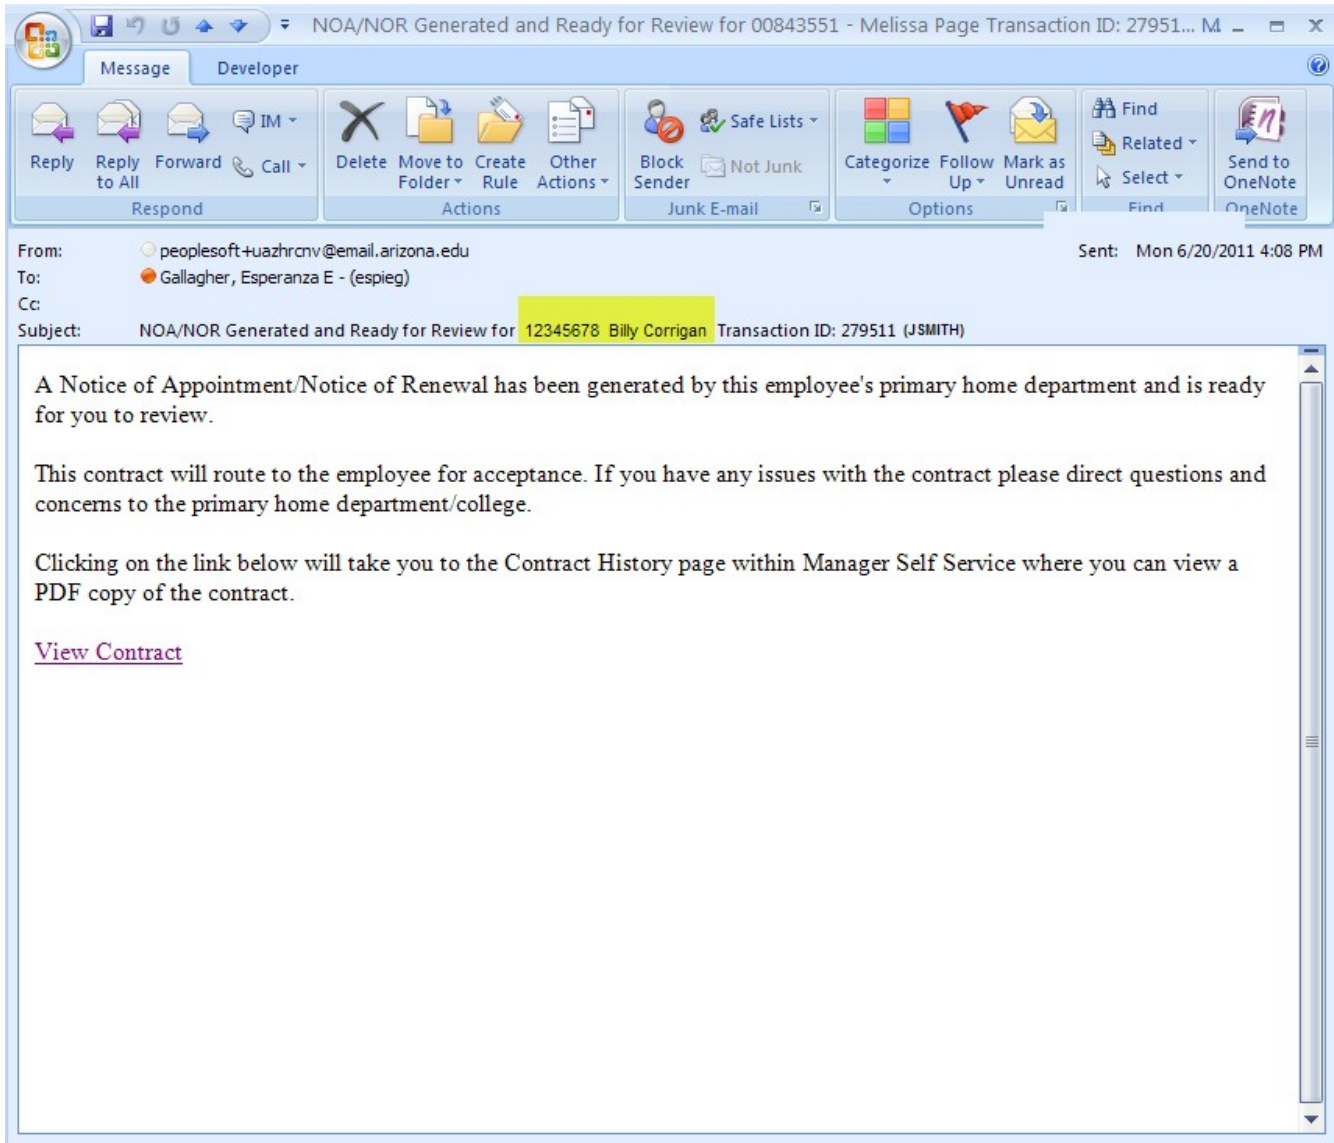 NOA/NOR Generated and Ready for Review for 00843551 - Melissa Page Transaction ID: 27951... M
Message Developer
Reply Reply to All Forward IM Call
Delete Move to Folder Create Rule Other Actions
Block Sender Safe Lists Not Junk
Categorize Follow Up Mark as Unread
Find Related Select
Send to OneNote
Respond Actions Junk E-mail Options Find OneNote
From: peoplesoft+uazhrcnv@email.arizona.edu Sent: Mon 6/20/2011 4:08 PM
To: Gallagher, Esperanza E - (espieg)
Cc:
Subject: NOA/NOR Generated and Ready for Review for 12345678 Billy Corrigan Transaction ID: 279511 (JSMITH)
A Notice of Appointment/Notice of Renewal has been generated by this employee's primary home department and is ready
for you to review.
This contract will route to the employee for acceptance. If you have any issues with the contract please direct questions and
concerns to the primary home department/college.
Clicking on the link below will take you to the Contract History page within Manager Self Service where you can view a
PDF copy of the contract.
View Contract